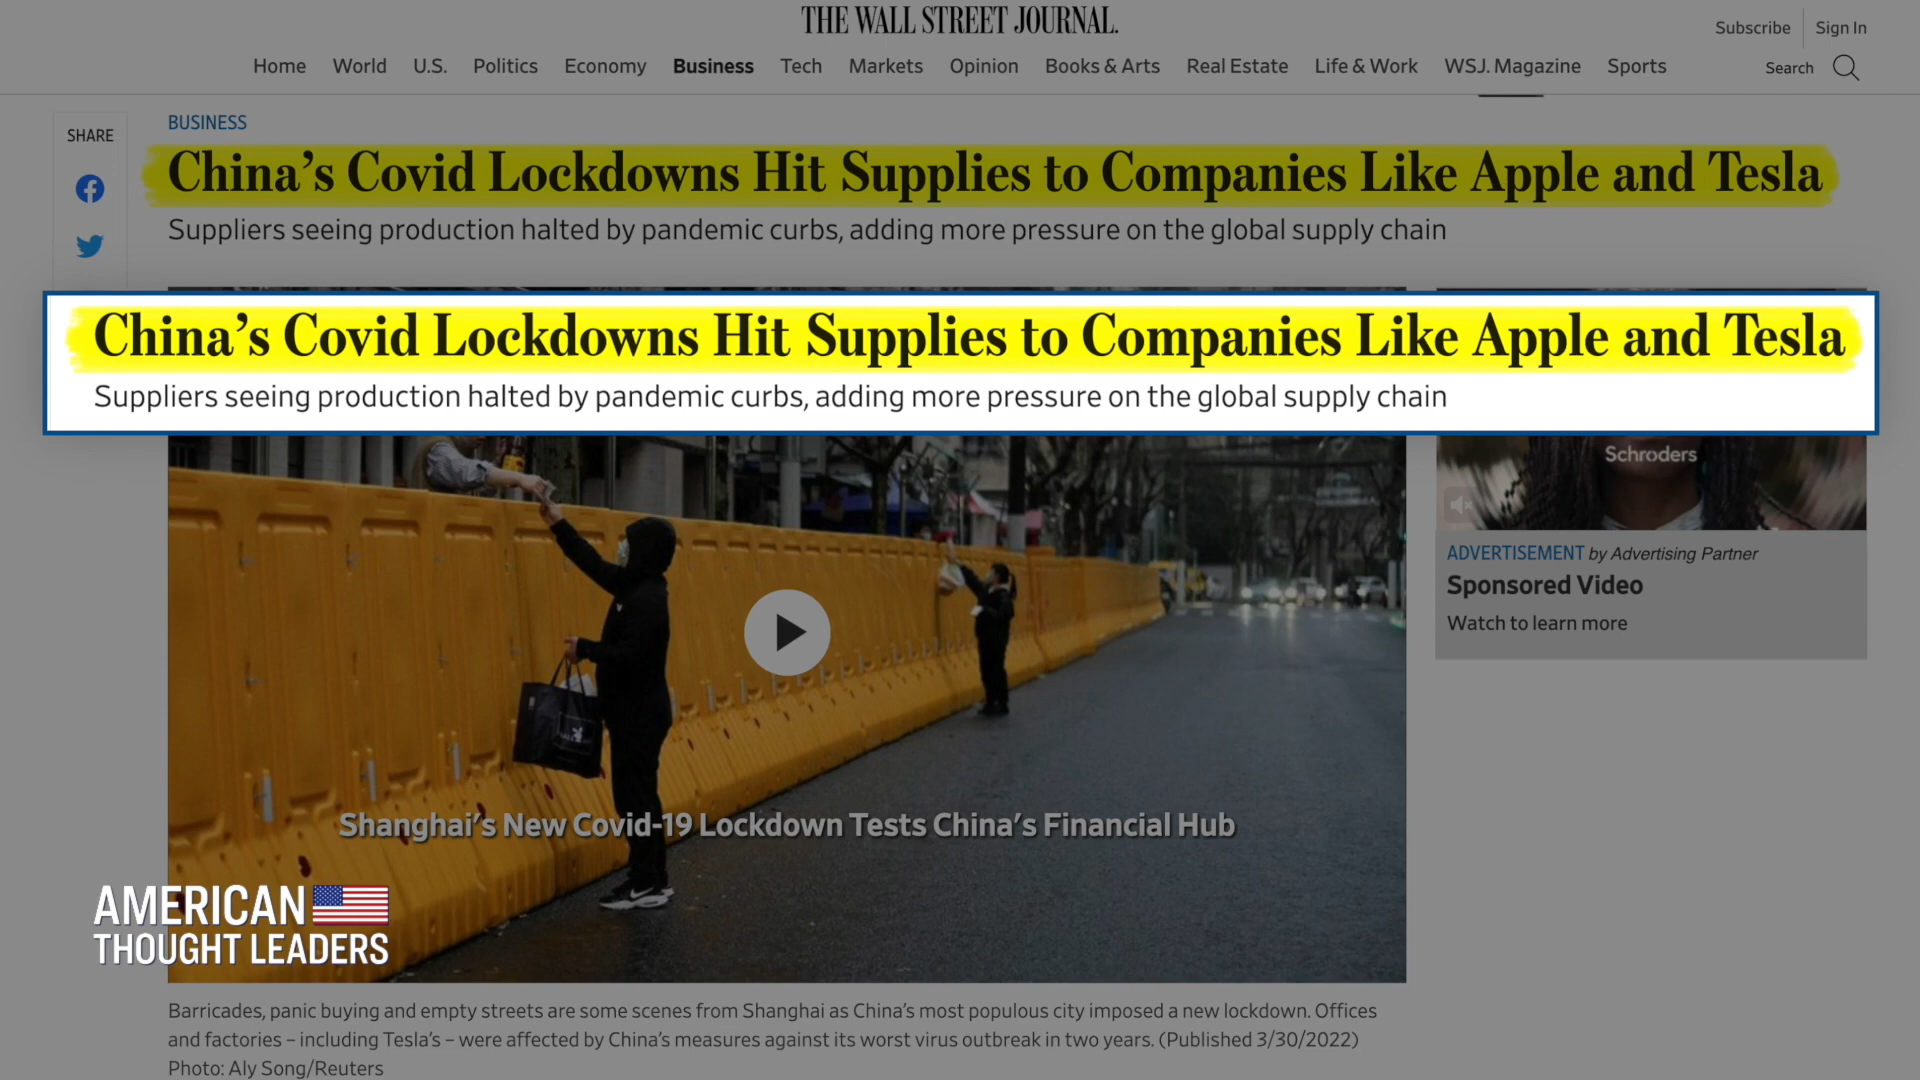 THE WALL STREET JOURNAL.
Subscribe
Sign In
Home World U.S. Politics Economy Business Tech Markets Opinion Books & Arts Real Estate Life & Work WSJ. Magazine Sports
Search
SHARE
BUSINESS
China's Covid Lockdowns Hit Supplies to Companies Like Apple and Tesla
Suppliers seeing production halted by pandemic curbs, adding more pressure on the global supply chain
China's Covid Lockdowns Hit Supplies to Companies Like Apple and Tesla
Suppliers seeing production halted by pandemic curbs, adding more pressure on the global supply chain
Schroders
ADVERTISEMENT by Advertising Partner
Sponsored Video
Watch to learn more
Shanghai's New Covid-19 Lockdown Tests China's Financial Hub
AMERICAN
THOUGHT LEADERS
Barricades, panic buying and empty streets are some scenes from Shanghai as China's most populous city imposed a new lockdown. Offices
and factories – including Tesla's – were affected by China's measures against its worst virus outbreak in two years. (Published 3/30/2022)
Photo: Aly Song/Reuters